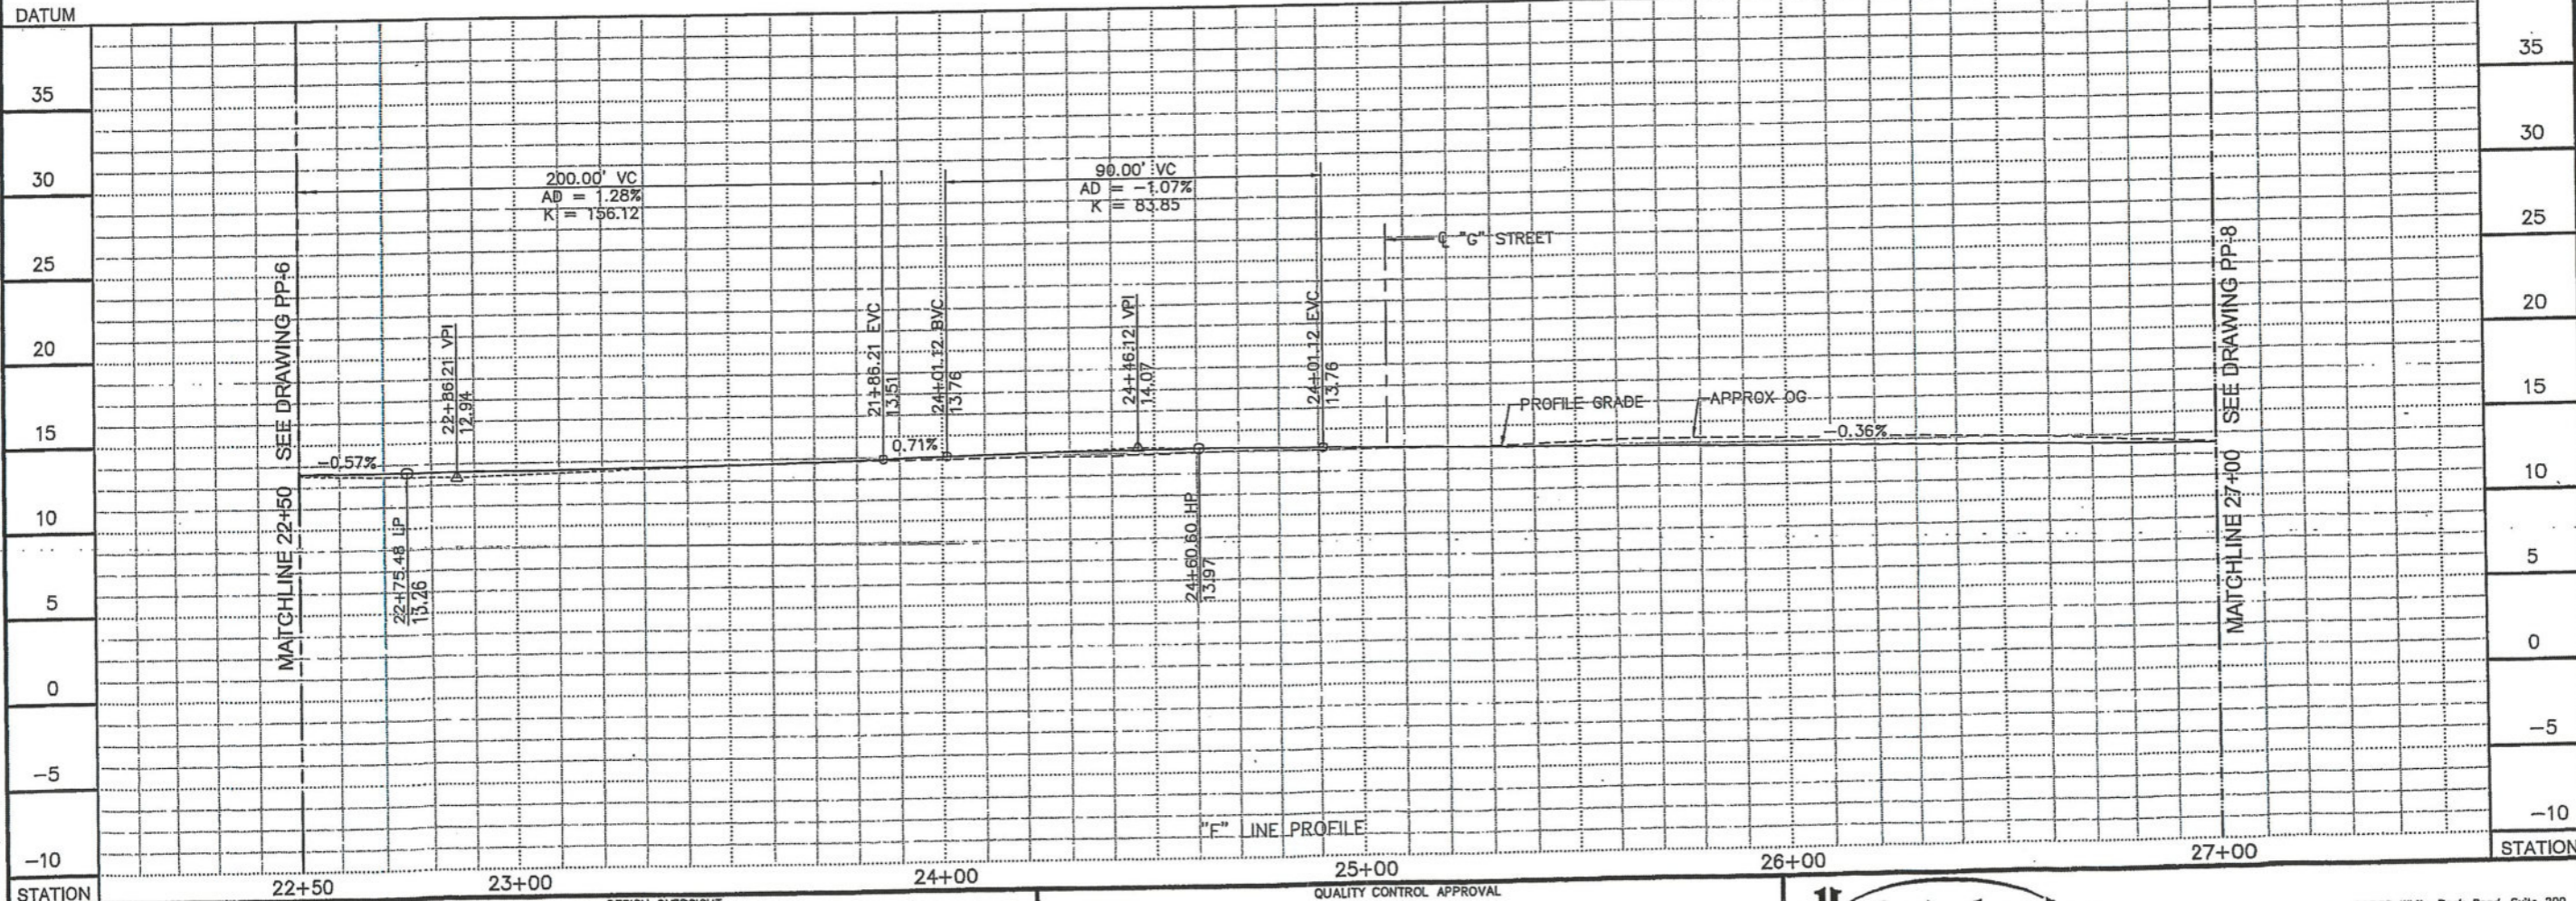 DATUM
35
30
25
20
15
10
5
0
-5
-10
STATION
MATCHLINE 22+50 SEE DRAWING PP-6
200.00' VC
AD = 1.28%
K = 156.12
90.00' VC
AD = -1.07%
K = 83.85
℄ "G" STREET
22+86.21 VPI
12.94
21+86.21 EVC
13.51
24+01.12 BVC
13.76
24+46.12 VPI
14.07
24+01.12 EVC
13.76
PROFILE GRADE
APPROX OG
-0.57%
0.71%
-0.36%
22+75.48 LP
13.26
24+60.60 HP
13.97
MATCHLINE 27+00 SEE DRAWING PP-8
"F" LINE PROFILE
35
30
25
20
15
10
5
0
-5
-10
STATION
22+50
23+00
24+00
25+00
26+00
27+00
QUALITY CONTROL APPROVAL